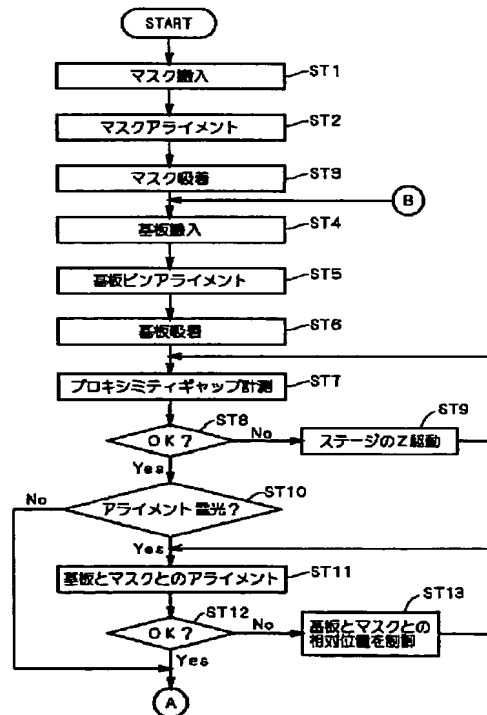 START
マスク搬入
ST1
マスクアライメント
ST2
マスク吸着
ST3
B
基板搬入
ST4
基板ピンアライメント
ST5
基板吸着
ST6
プロキシミティギャップ計測
ST7
ST8
OK?
No
ST9
ステージのZ駆動
Yes
ST10
No
アライメント露光?
Yes
基板とマスクとのアライメント
ST11
ST12
OK?
No
ST13
基板とマスクとの
相対位置を制御
Yes
A